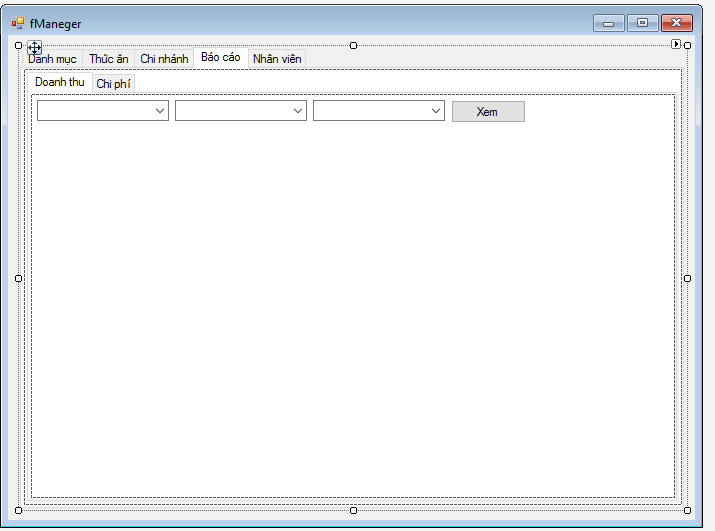 fManeger
Danh mục Thức ăn Chi nhánh Báo cáo Nhân viên
Doanh thu Chi phí
Xem